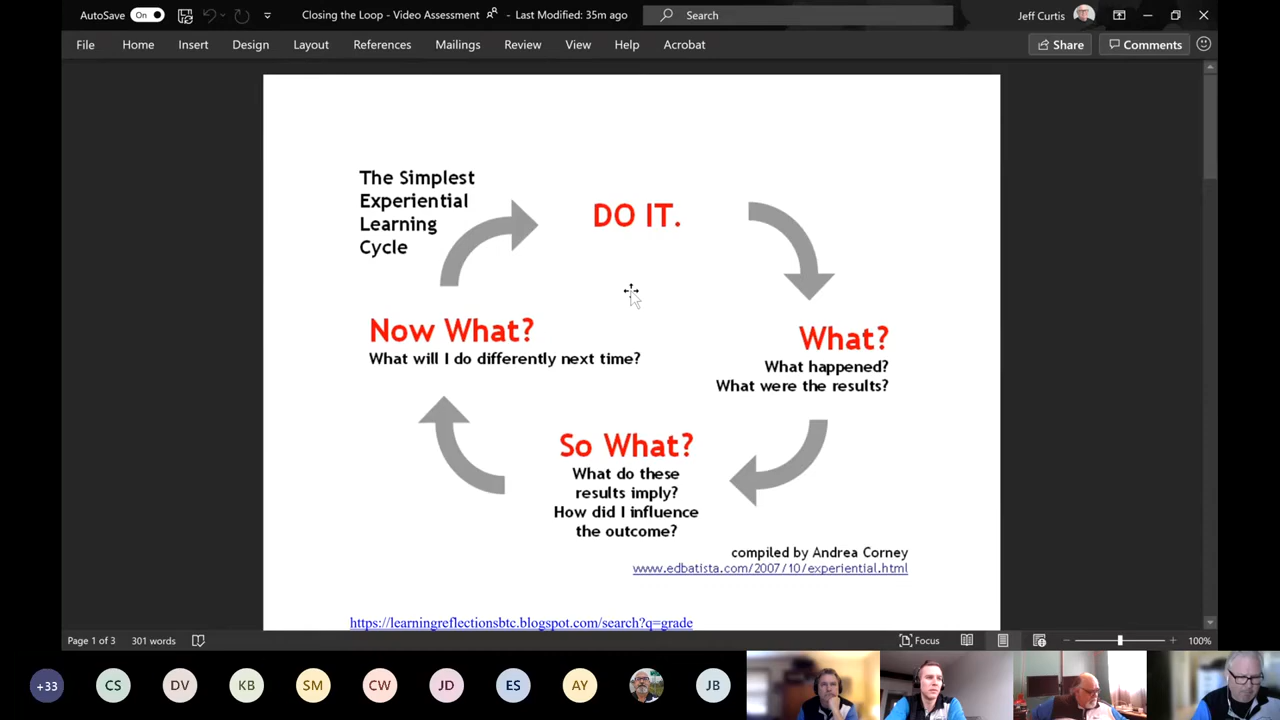 AutoSave On Closing the Loop - Video Assessment • Last Modified: 35m ago Search Jeff Curtis
File Home Insert Design Layout References Mailings Review View Help Acrobat Share Comments
The Simplest
Experiential
Learning
Cycle
DO IT.
Now What?
What will I do differently next time?
What?
What happened?
What were the results?
So What?
What do these
results imply?
How did I influence
the outcome?
compiled by Andrea Corney
www.edbatista.com/2007/10/experiential.html
https://learningreflectionsbtc.blogspot.com/search?q=grade
Page 1 of 3 301 words Focus 100%
+33 CS DV KB SM CW JD ES AY JB